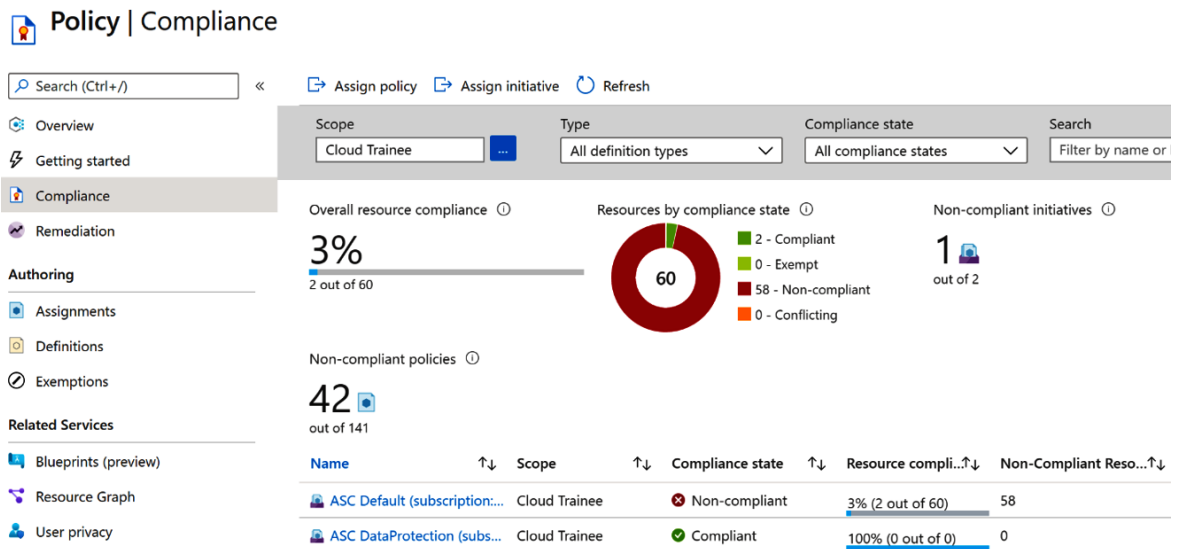 Policy | Compliance
Search (Ctrl+/)
«
Assign policy
Assign initiative
Refresh
Overview
Getting started
Compliance
Remediation
Authoring
Assignments
Definitions
Exemptions
Related Services
Blueprints (preview)
Resource Graph
User privacy
Scope
Cloud Trainee
...
Type
All definition types
Compliance state
All compliance states
Search
Filter by name or
Overall resource compliance
3%
2 out of 60
Resources by compliance state
60
2 - Compliant
0 - Exempt
58 - Non-compliant
0 - Conflicting
Non-compliant initiatives
1
out of 2
Non-compliant policies
42
out of 141
Name ↑↓ Scope ↑↓ Compliance state ↑↓ Resource compli...↑↓ Non-Compliant Reso...↑↓
ASC Default (subscription:... Cloud Trainee Non-compliant 3% (2 out of 60) 58
ASC DataProtection (subs... Cloud Trainee Compliant 100% (0 out of 0) 0